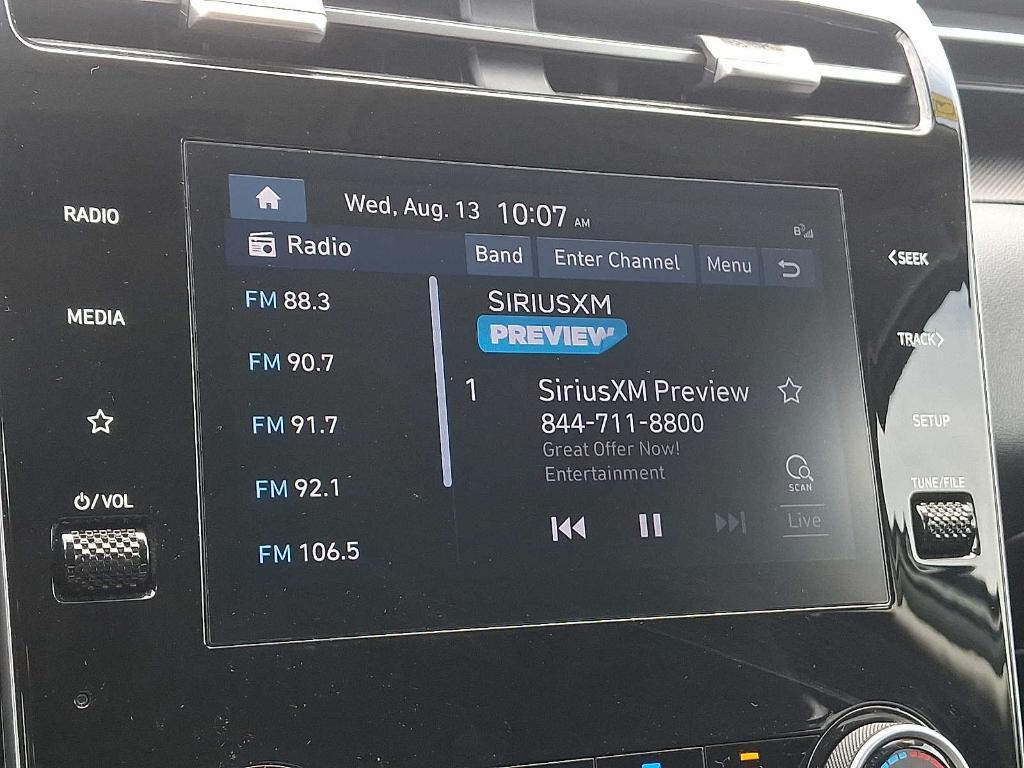 Wed, Aug. 13 10:07 AM
Radio
Band
Enter Channel
Menu
FM 88.3
FM 90.7
FM 91.7
FM 92.1
FM 106.5
SIRIUSXM
PREVIEW
1 SiriusXM Preview
844-711-8800
Great Offer Now!
Entertainment
SCAN
Live
RADIO
MEDIA
⏻/VOL
<SEEK
TRACK>
SETUP
TUNE/FILE